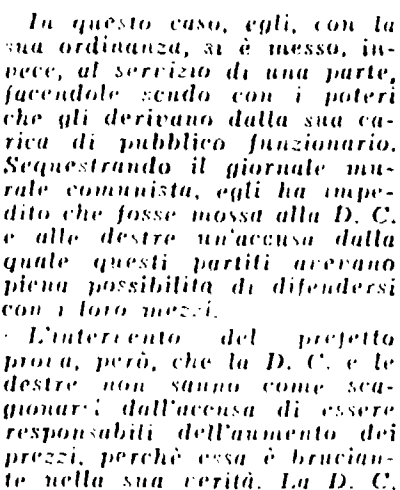 In questo caso, egli, con la
sua ordinanza, si è messo, in-
vece, al servizio di una parte,
facendole scudo con i poteri
che gli derivano dalla sua ca-
rica di pubblico funzionario.
Sequestrando il giornale mu-
rale comunista, egli ha impe-
dito che fosse mossa alla D. C.
e alle destre un'accusa dalla
quale questi partiti avevano
piena possibilità di difendersi
con i loro mezzi.
L'intervento del prefetto
prova, però, che la D. C. e le
destre non sanno come sca-
gionarsi dall'accusa di essere
responsabili dell'aumento dei
prezzi, perchè essa è brucian-
te nella sua verità. La D. C.